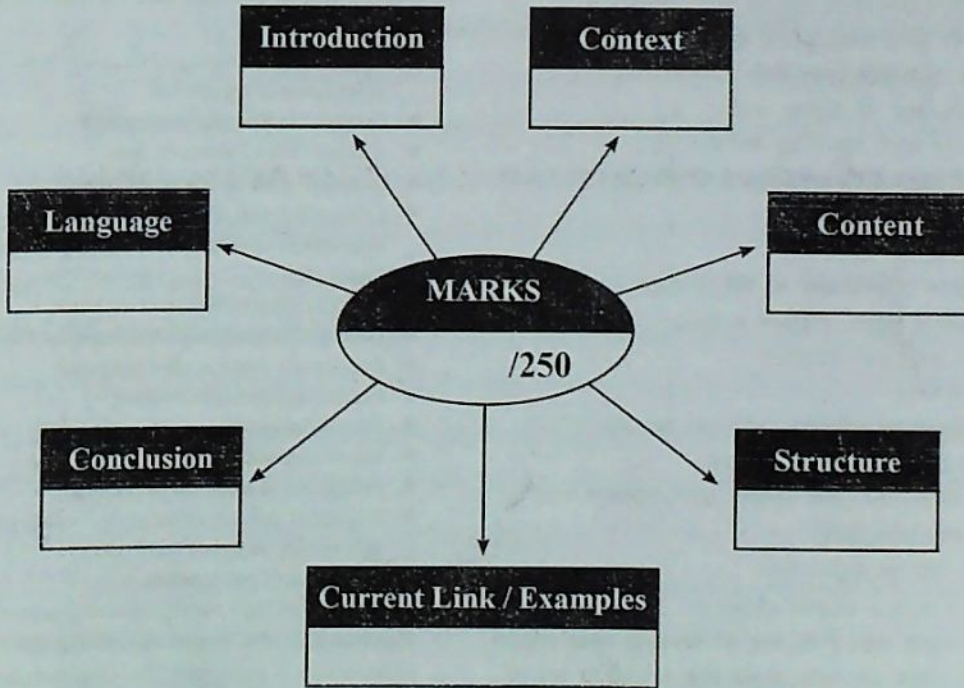 Introduction
Context
Language
Content
MARKS
/250
Conclusion
Structure
Current Link / Examples